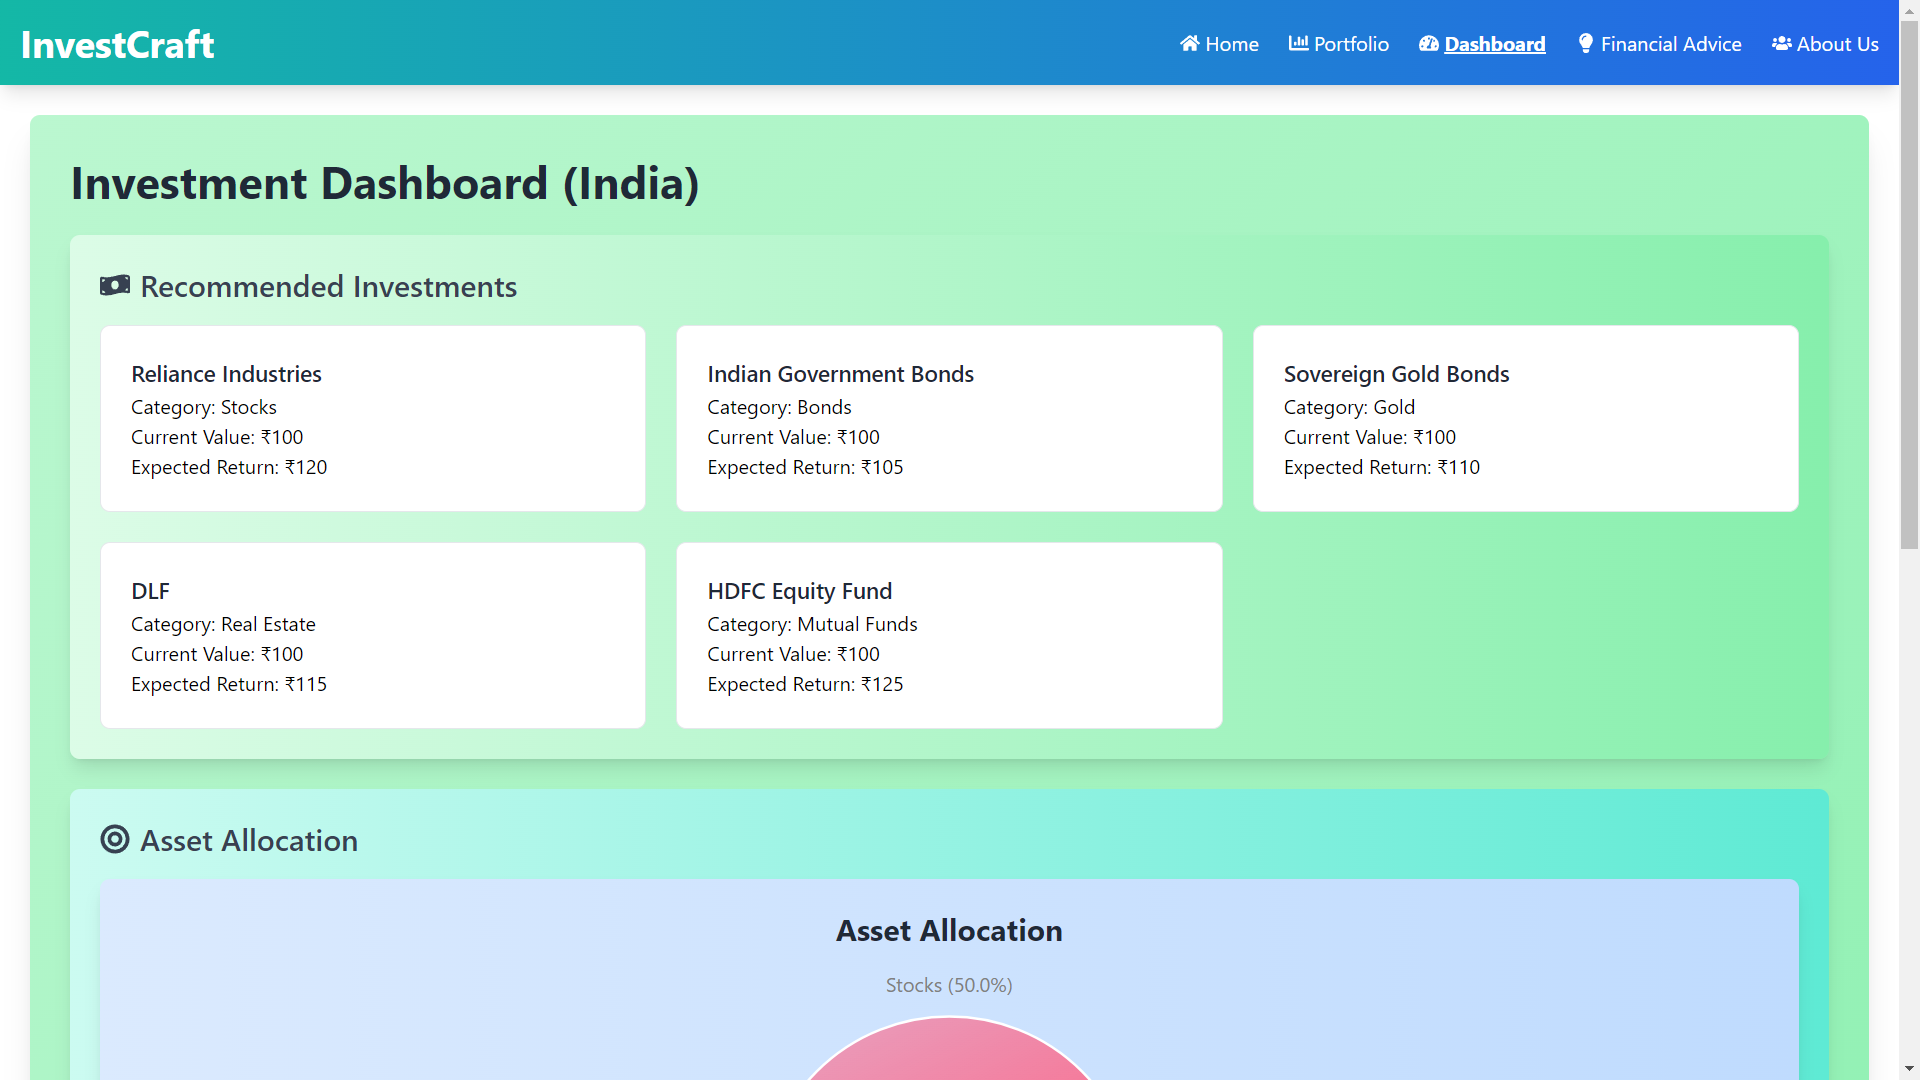 InvestCraft
Home
Portfolio
Dashboard
Financial Advice
About Us
Investment Dashboard (India)
Recommended Investments
Reliance Industries
Category: Stocks
Current Value: ₹100
Expected Return: ₹120
Indian Government Bonds
Category: Bonds
Current Value: ₹100
Expected Return: ₹105
Sovereign Gold Bonds
Category: Gold
Current Value: ₹100
Expected Return: ₹110
DLF
Category: Real Estate
Current Value: ₹100
Expected Return: ₹115
HDFC Equity Fund
Category: Mutual Funds
Current Value: ₹100
Expected Return: ₹125
Asset Allocation
Asset Allocation
Stocks (50.0%)